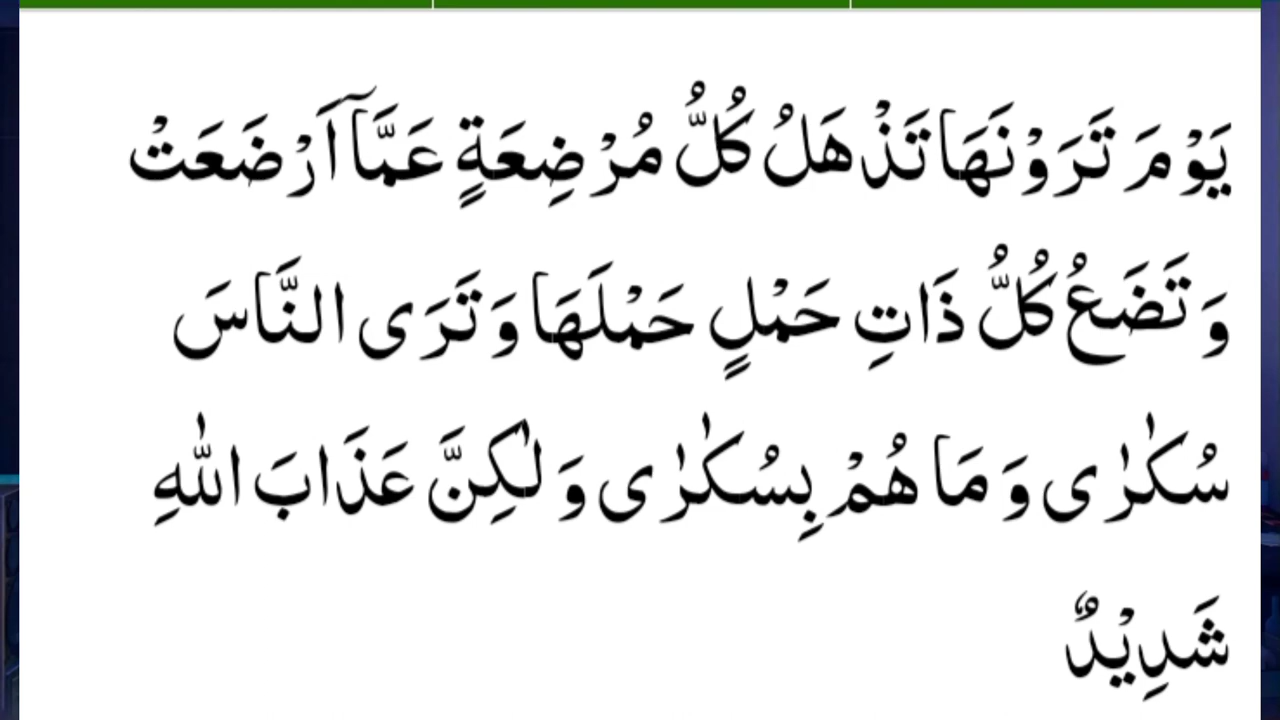 يَوْمَ تَرَوْنَهَا تَذْهَلُ كُلُّ مُرْضِعَةٍ عَمَّاۤ اَرْضَعَتْ
وَ تَضَعُ كُلُّ ذَاتِ حَمْلٍ حَمْلَهَا وَ تَرَى النَّاسَ
سُكٰرٰى وَ مَا هُمْ بِسُكٰرٰى وَ لٰكِنَّ عَذَابَ اللّٰهِ
شَدِیْدٌ